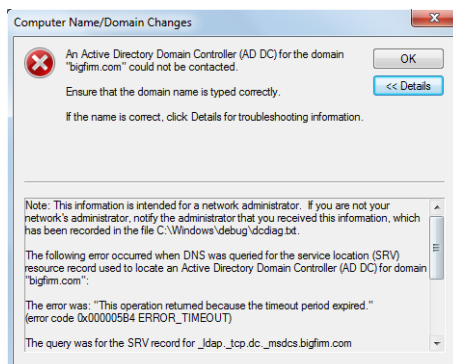 Computer Name/Domain Changes
An Active Directory Domain Controller (AD DC) for the domain
"bigfirm.com" could not be contacted.
OK
Ensure that the domain name is typed correctly.
<< Details
If the name is correct, click Details for troubleshooting information.
Note: This information is intended for a network administrator. If you are not your
network's administrator, notify the administrator that you received this information, which
has been recorded in the file C:\Windows\debug\dcdiag.txt.
The following error occurred when DNS was queried for the service location (SRV)
resource record used to locate an Active Directory Domain Controller (AD DC) for domain
"bigfirm.com":
The error was: "This operation returned because the timeout period expired."
(error code 0x000005B4 ERROR_TIMEOUT)
The query was for the SRV record for _ldap._tcp.dc._msdcs.bigfirm.com